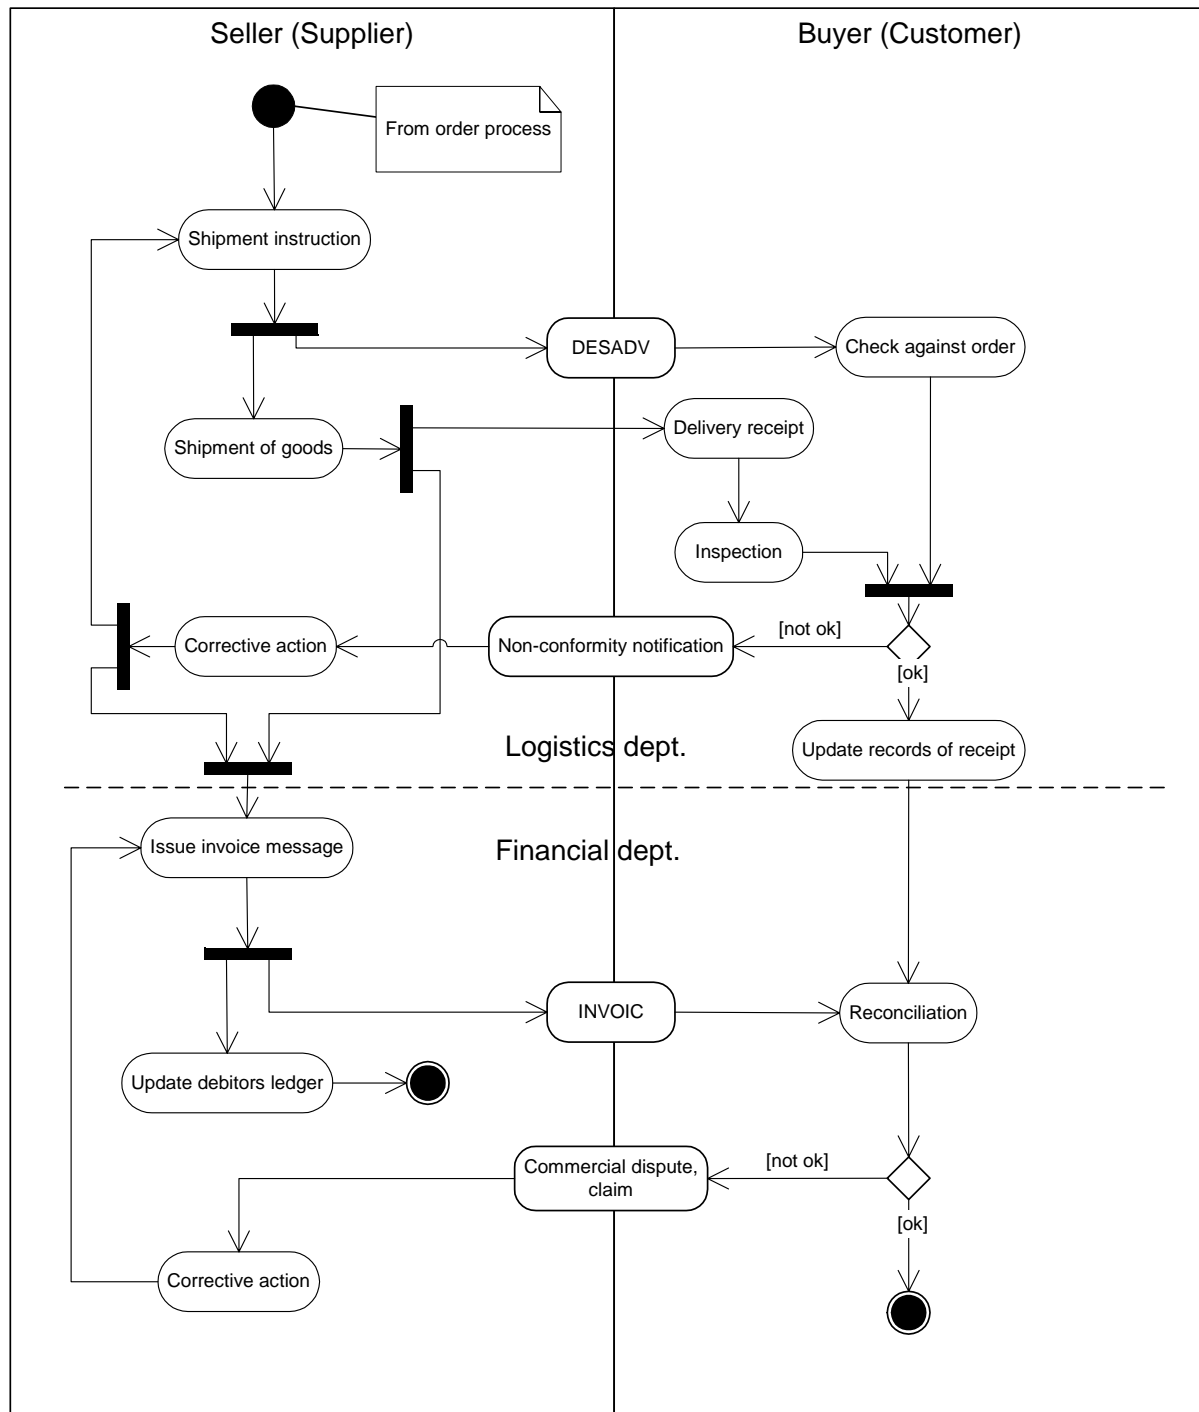 Seller (Supplier)
Buyer (Customer)
From order process
Shipment instruction
DESADV
Check against order
Delivery receipt
Shipment of goods
Inspection
[not ok]
Corrective action
Non-conformity notification
[ok]
Logistics dept.
Update records of receipt
Issue invoice message
Financial dept.
INVOIC
Reconciliation
Update debitors ledger
Commercial dispute,
claim
[not ok]
[ok]
Corrective action